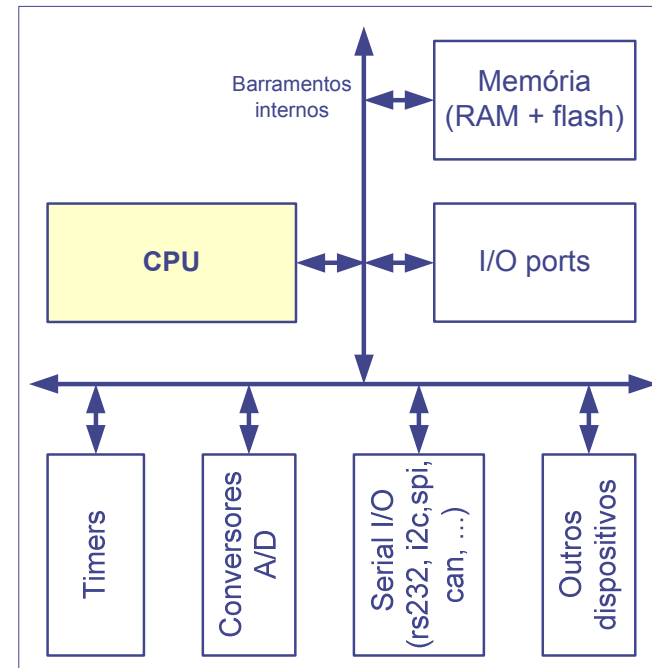 Barramentos
internos
Memória
(RAM + flash)
CPU
I/O ports
Timers
Conversores
A/D
Serial I/O
(rs232, i2c,spi,
can, ...)
Outros
dispositivos